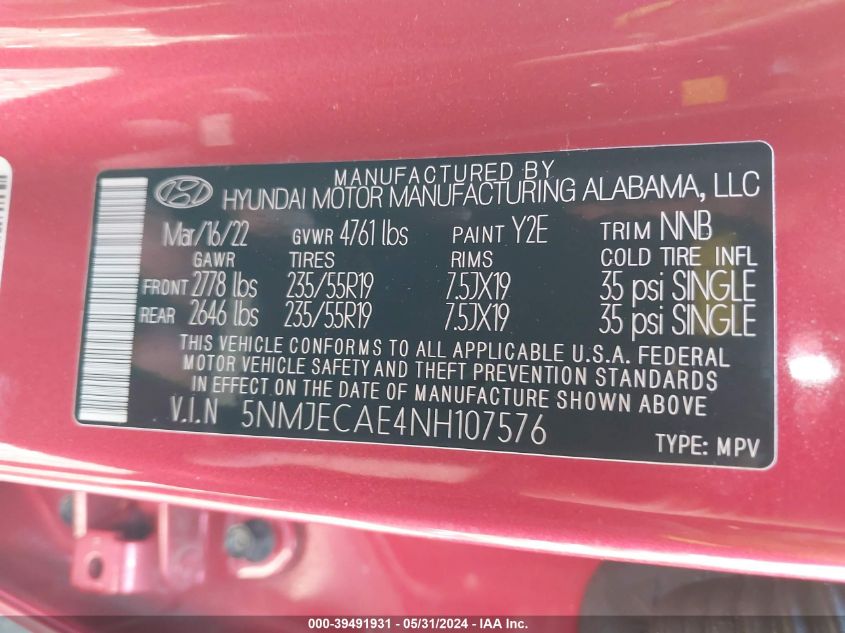 MANUFACTURED BY
HYUNDAI MOTOR MANUFACTURING ALABAMA, LLC
Mar/16/22 GVWR 4761 lbs PAINT Y2E TRIM NNB
GAWR TIRES RIMS COLD TIRE INFL
FRONT 2778 lbs 235/55R19 7.5JX19 35 psi SINGLE
REAR 2646 lbs 235/55R19 7.5JX19 35 psi SINGLE
THIS VEHICLE CONFORMS TO ALL APPLICABLE U.S.A. FEDERAL
MOTOR VEHICLE SAFETY AND THEFT PREVENTION STANDARDS
IN EFFECT ON THE DATE OF MANUFACTURE SHOWN ABOVE
V.I.N 5NMJECAE4NH107576
TYPE: MPV
000-39491931 - 05/31/2024 - IAA Inc.